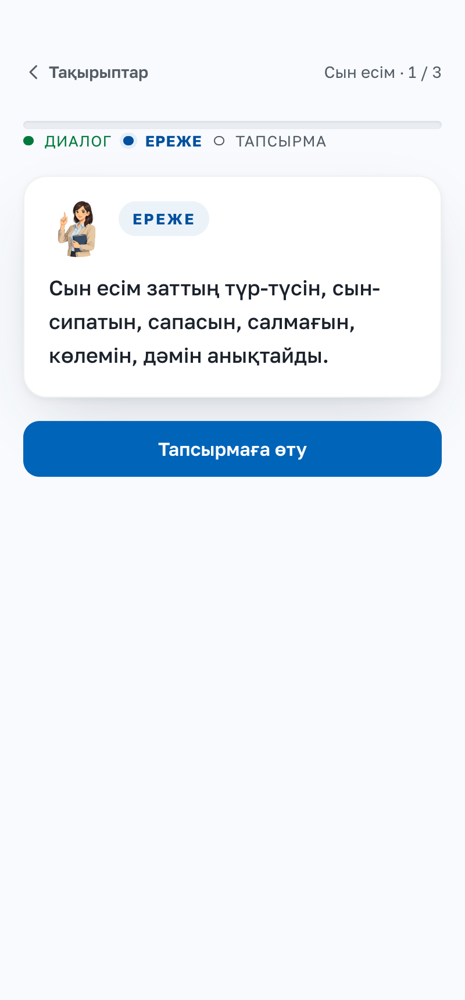 Тақырыптар
Сын есім · 1 / 3
ДИАЛОГ ЕРЕЖЕ ТАПСЫРМА
ЕРЕЖЕ
Сын есім заттың түр-түсін, сын-
сипатын, сапасын, салмағын,
көлемін, дәмін анықтайды.
Тапсырмаға өту